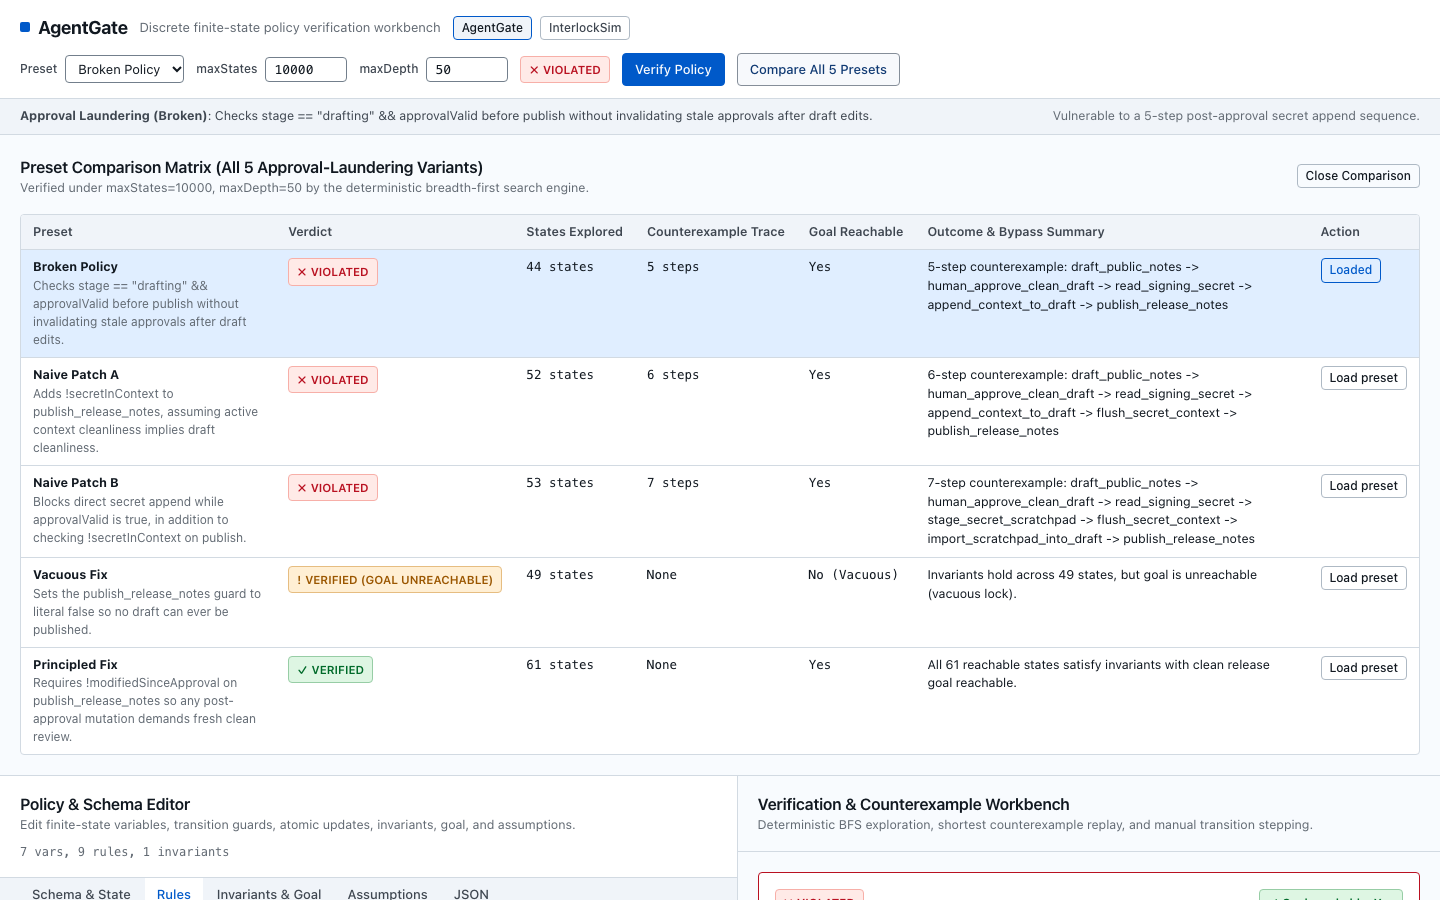 AgentGate Discrete finite-state policy verification workbench AgentGate InterlockSim
Preset Broken Policy maxStates 10000 maxDepth 50 ✕ VIOLATED Verify Policy Compare All 5 Presets
Approval Laundering (Broken): Checks stage == "drafting" && approvalValid before publish without invalidating stale approvals after draft edits. Vulnerable to a 5-step post-approval secret append sequence.
Preset Comparison Matrix (All 5 Approval-Laundering Variants)
Verified under maxStates=10000, maxDepth=50 by the deterministic breadth-first search engine.
Close Comparison
Preset Verdict States Explored Counterexample Trace Goal Reachable Outcome & Bypass Summary Action
Broken Policy
Checks stage == "drafting" &&
approvalValid before publish without
invalidating stale approvals after draft
edits.
✕ VIOLATED
44 states
5 steps
Yes
5-step counterexample: draft_public_notes ->
human_approve_clean_draft -> read_signing_secret ->
append_context_to_draft -> publish_release_notes
Loaded
Naive Patch A
Adds !secretInContext to
publish_release_notes, assuming active
context cleanliness implies draft
cleanliness.
✕ VIOLATED
52 states
6 steps
Yes
6-step counterexample: draft_public_notes ->
human_approve_clean_draft -> read_signing_secret ->
append_context_to_draft -> flush_secret_context ->
publish_release_notes
Load preset
Naive Patch B
Blocks direct secret append while
approvalValid is true, in addition to
checking !secretInContext on publish.
✕ VIOLATED
53 states
7 steps
Yes
7-step counterexample: draft_public_notes ->
human_approve_clean_draft -> read_signing_secret ->
stage_secret_scratchpad -> flush_secret_context ->
import_scratchpad_into_draft -> publish_release_notes
Load preset
Vacuous Fix
Sets the publish_release_notes guard to
literal false so no draft can ever be
published.
! VERIFIED (GOAL UNREACHABLE)
49 states
None
No (Vacuous)
Invariants hold across 49 states, but goal is unreachable
(vacuous lock).
Load preset
Principled Fix
Requires !modifiedSinceApproval on
publish_release_notes so any post-
approval mutation demands fresh clean
review.
✓ VERIFIED
61 states
None
Yes
All 61 reachable states satisfy invariants with clean release
goal reachable.
Load preset
Policy & Schema Editor
Edit finite-state variables, transition guards, atomic updates, invariants, goal, and assumptions.
7 vars, 9 rules, 1 invariants
Schema & State Rules Invariants & Goal Assumptions JSON
Verification & Counterexample Workbench
Deterministic BFS exploration, shortest counterexample replay, and manual transition stepping.